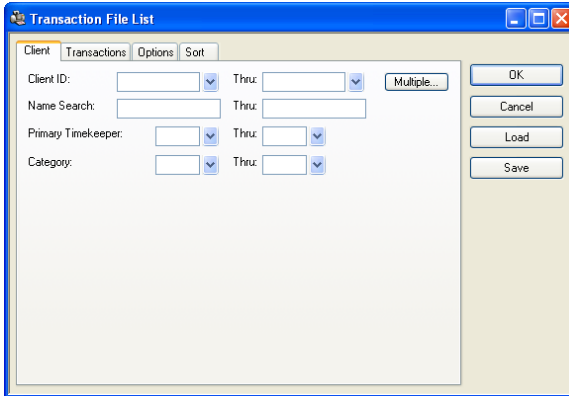 Transaction File List
Client Transactions Options Sort
Client ID: Thru: Multiple... OK
Name Search: Thru: Cancel
Primary Timekeeper: Thru: Load
Category: Thru: Save